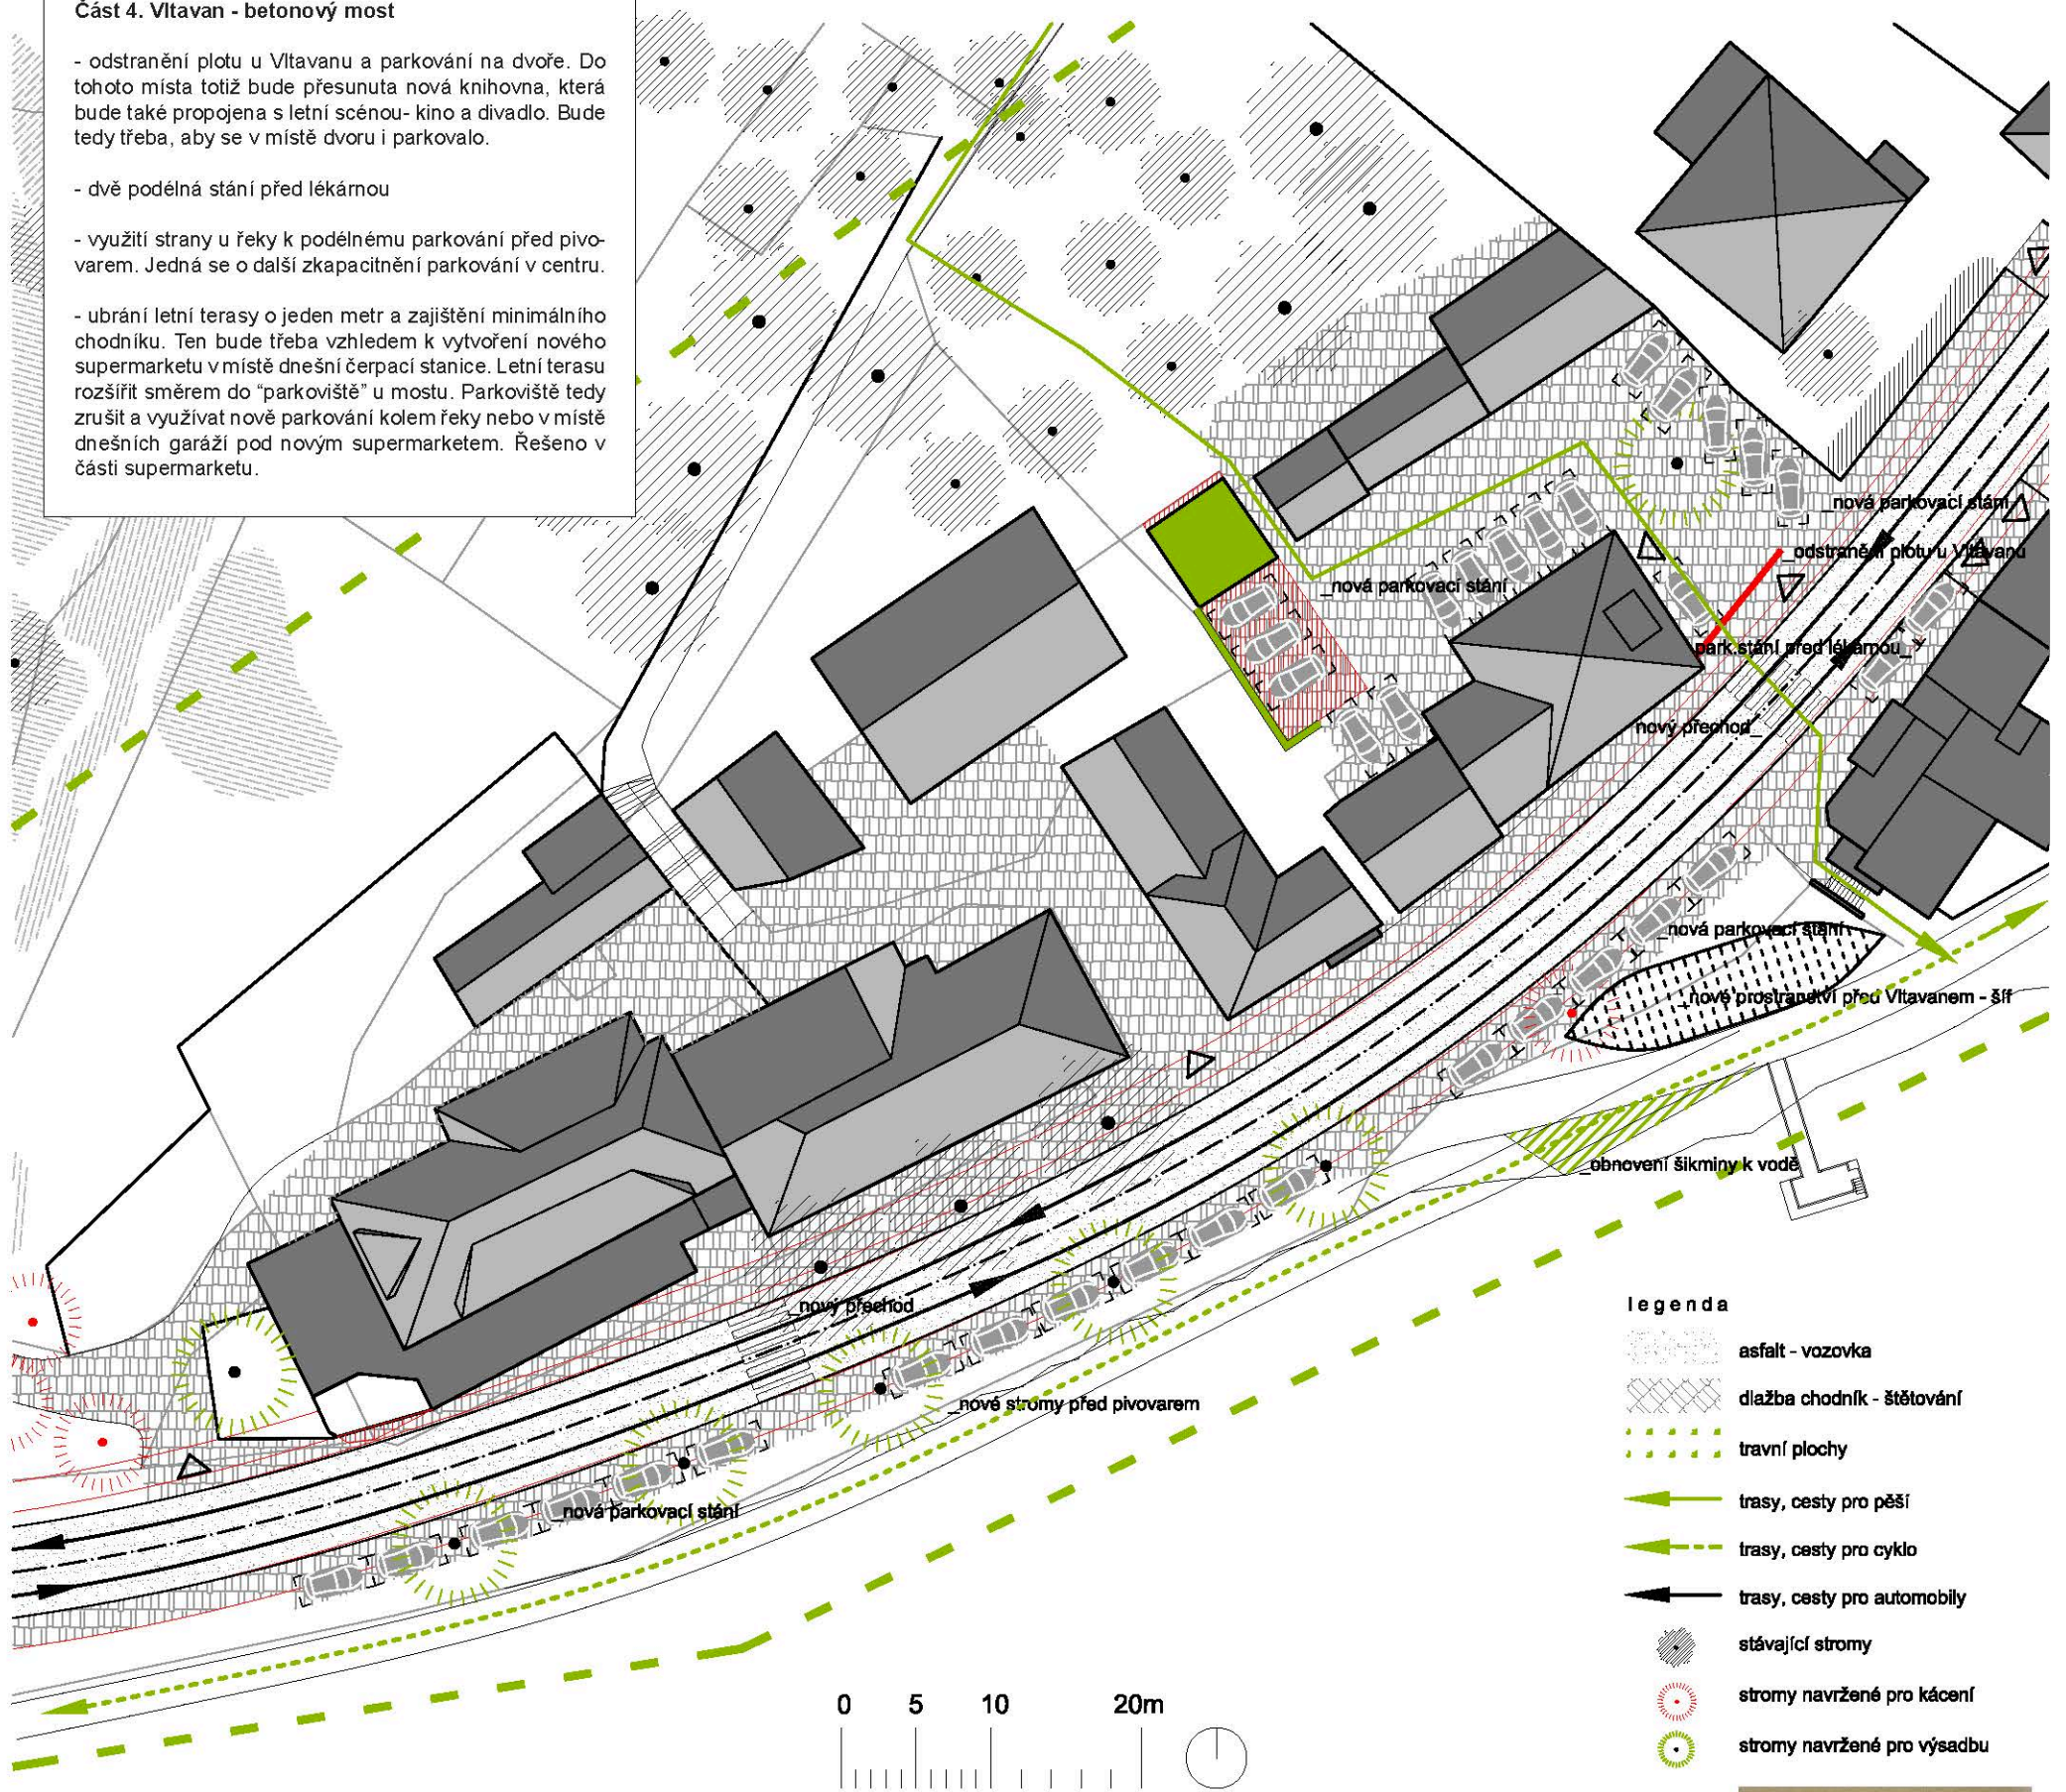 Část 4. Vltavan - betonový most
- odstranění plotu u Vltavanu a parkování na dvoře. Do
tohoto místa totiž bude přesunuta nová knihovna, která
bude také propojena s letní scénou- kino a divadlo. Bude
tedy třeba, aby se v místě dvoru i parkovalo.
- dvě podélná stání před lékárnou
- využití strany u řeky k podélnému parkování před pivo-
varem. Jedná se o další zkapacitnění parkování v centru.
- ubrání letní terasy o jeden metr a zajištění minimálního
chodníku. Ten bude třeba vzhledem k vytvoření nového
supermarketu v místě dnešní čerpací stanice. Letní terasu
rozšířit směrem do “parkoviště” u mostu. Parkoviště tedy
zrušit a využívat nově parkování kolem řeky nebo v místě
dnešních garáží pod novým supermarketem. Řešeno v
části supermarketu.
_nová parkovací stání
_odstranění plotu u Vltavanu
_nová parkovací stání
park.stání před lékárnou_
nový přechod_
_nová parkovací stání
_nové prostranství před Vltavanem - šíf
_obnovení šikminy k vodě
_nový přechod
_nové stromy před pivovarem
_nová parkovací stání
legenda
asfalt - vozovka
dlažba chodník - štětování
travní plochy
trasy, cesty pro pěší
trasy, cesty pro cyklo
trasy, cesty pro automobily
stávající stromy
stromy navržené pro kácení
stromy navržené pro výsadbu
0 5 10 20m